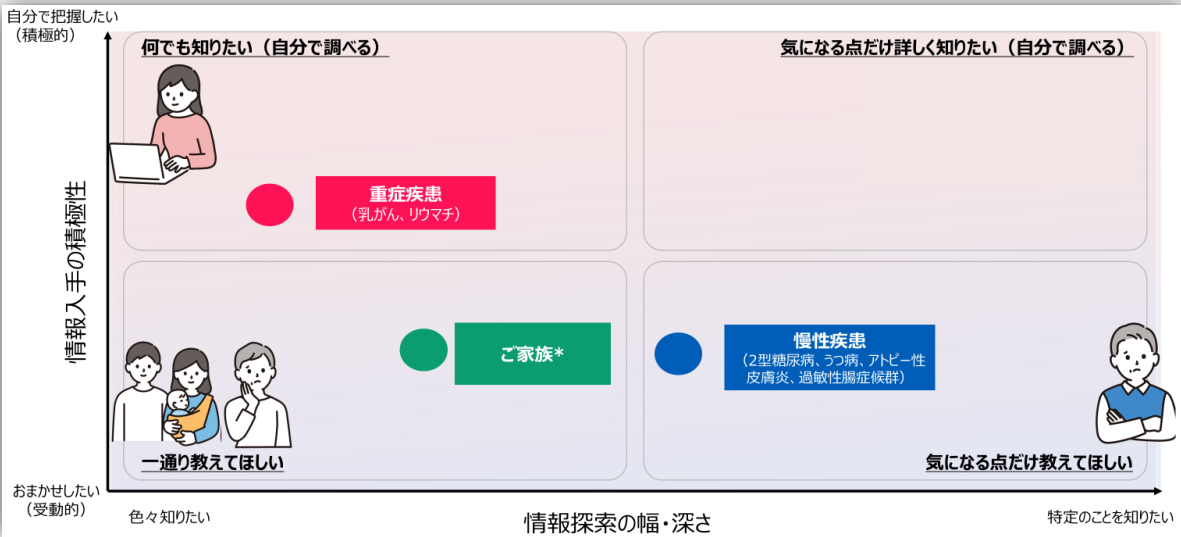 自分で把握したい
（積極的）
何でも知りたい（自分で調べる）
気になる点だけ詳しく知りたい（自分で調べる）
重症疾患
（乳がん、リウマチ）
情報入手の積極性
ご家族*
慢性疾患
（2型糖尿病、うつ病、アトピー性
皮膚炎、過敏性腸症候群）
一通り教えてほしい
気になる点だけ教えてほしい
おまかせしたい
（受動的）
色々知りたい
情報探索の幅・深さ
特定のことを知りたい